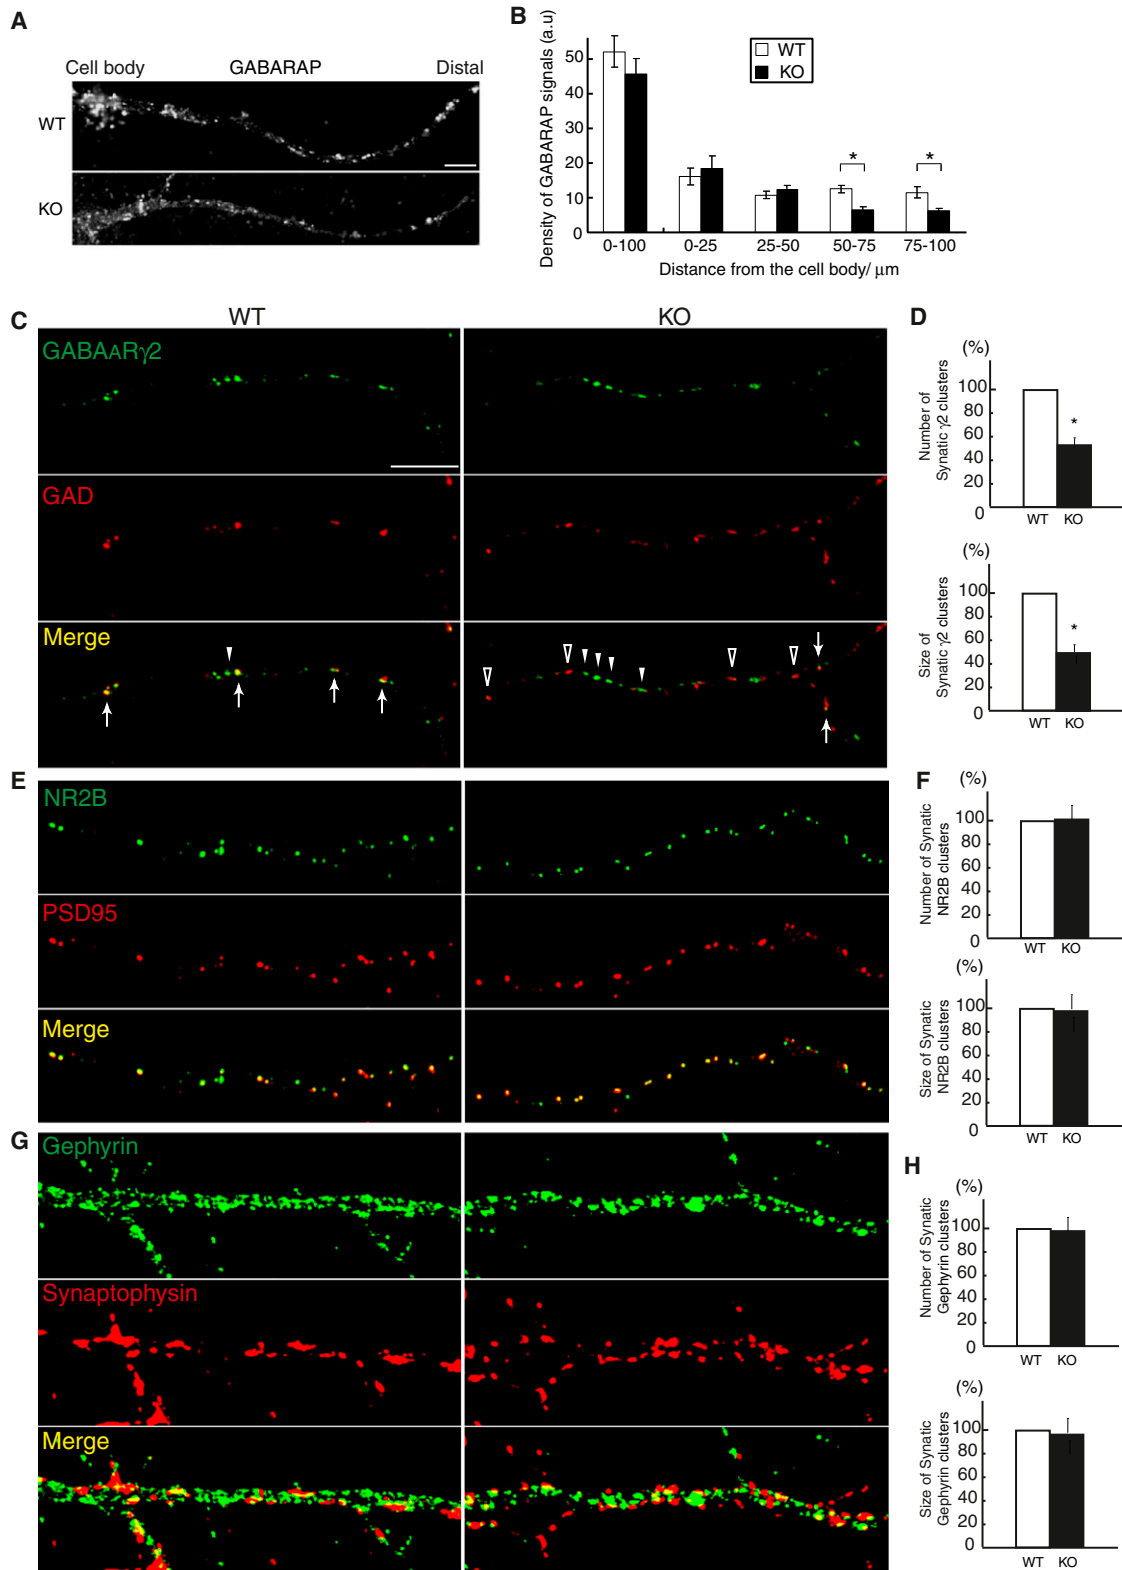 A
Cell body
GABARAP
Distal
WT
KO
B
Density of GABARAP signals (a.u)
50
40
30
20
10
0
WT
KO
*
*
0-100
0-25
25-50
50-75
75-100
Distance from the cell body/ μm
C
WT
KO
GABAARγ2
GAD
Merge
D
(%)
Number of
Synatic γ2 clusters
100
80
60
40
20
0
*
WT
KO
(%)
Size of
Synatic γ2 clusters
100
80
60
40
20
0
*
WT
KO
E
NR2B
PSD95
Merge
F
(%)
Number of Synatic
NR2B clusters
100
80
60
40
20
0
WT
KO
(%)
Size of Synatic
NR2B clusters
100
80
60
40
20
0
WT
KO
G
Gephyrin
Synaptophysin
Merge
H
(%)
Number of Synatic
Gephyrin clusters
100
80
60
40
20
0
WT
KO
(%)
Size of Synatic
Gephyrin clusters
100
80
60
40
20
0
WT
KO